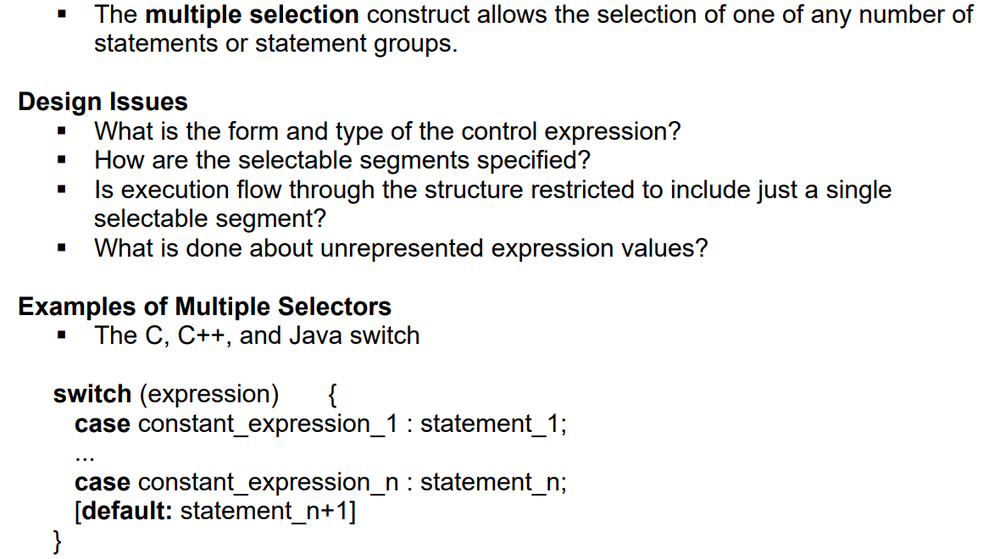 ▪ The multiple selection construct allows the selection of one of any number of
statements or statement groups.
Design Issues
▪ What is the form and type of the control expression?
▪ How are the selectable segments specified?
▪ Is execution flow through the structure restricted to include just a single
selectable segment?
▪ What is done about unrepresented expression values?
Examples of Multiple Selectors
▪ The C, C++, and Java switch
switch (expression) {
case constant_expression_1 : statement_1;
...
case constant_expression_n : statement_n;
[default: statement_n+1]
}